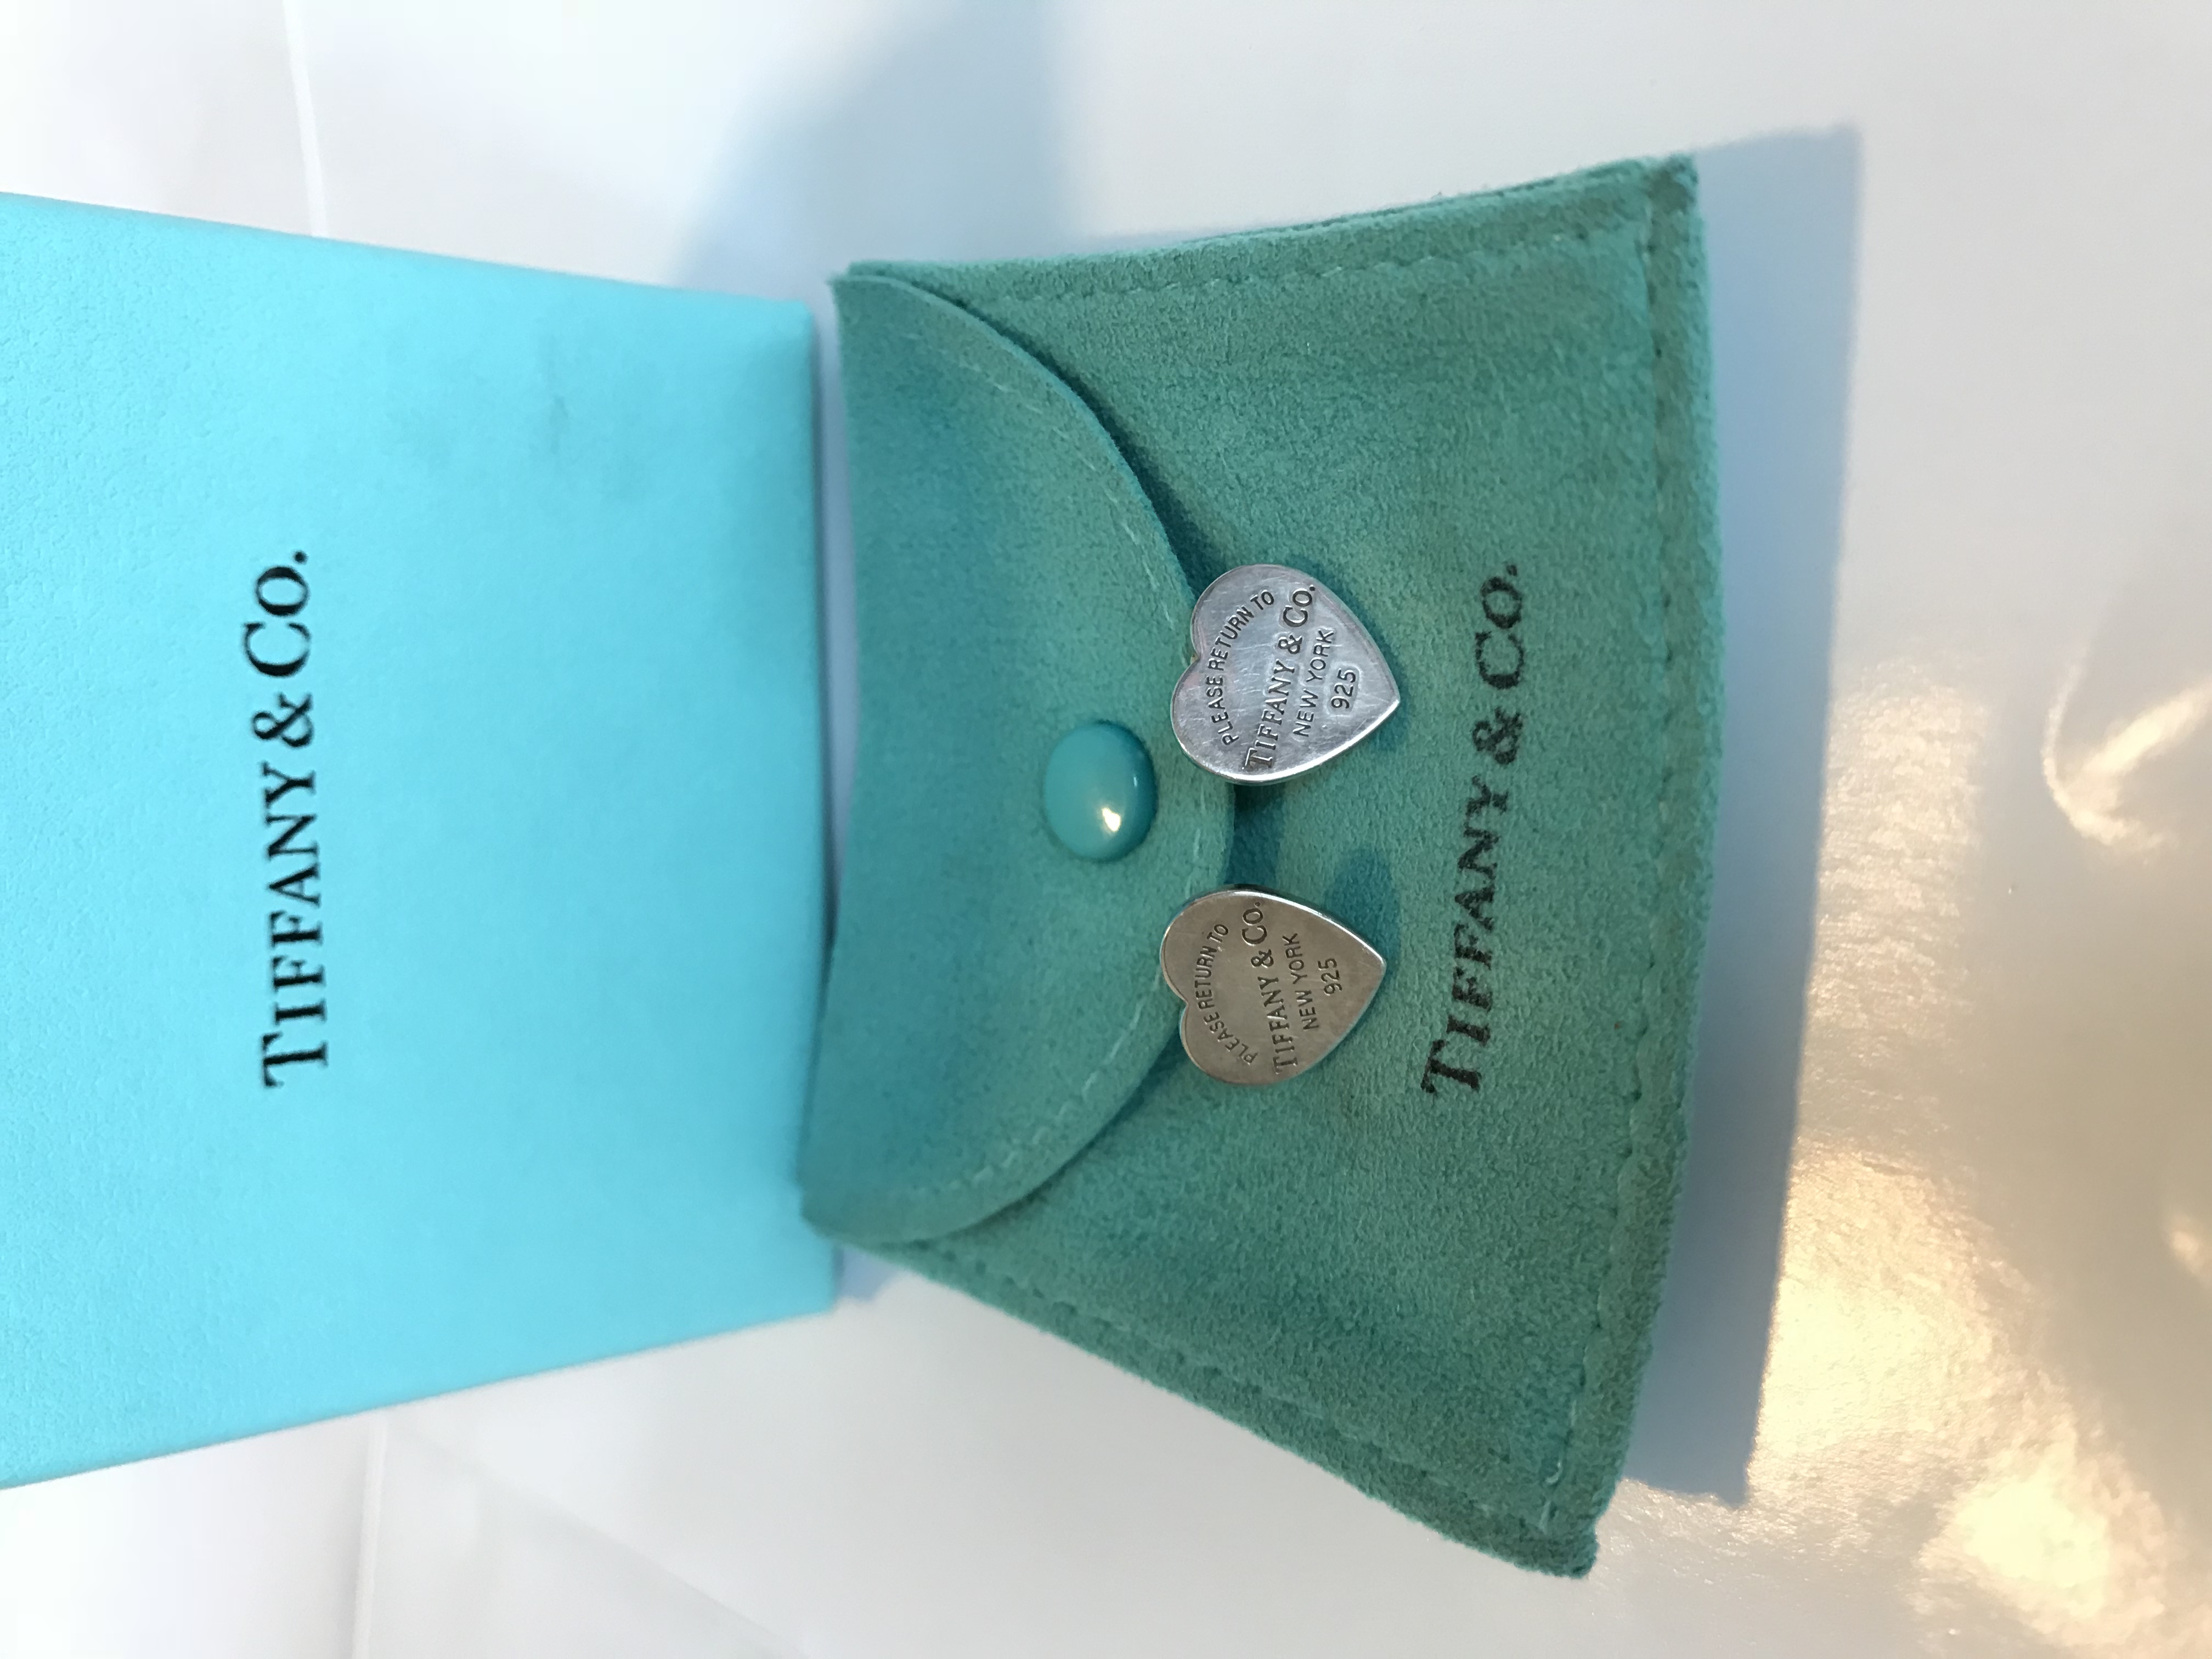 TIFFANY & CO.
PLEASE RETURN TO
TIFFANY & CO.
NEW YORK
925
PLEASE RETURN TO
TIFFANY & CO.
NEW YORK
925
TIFFANY & CO.